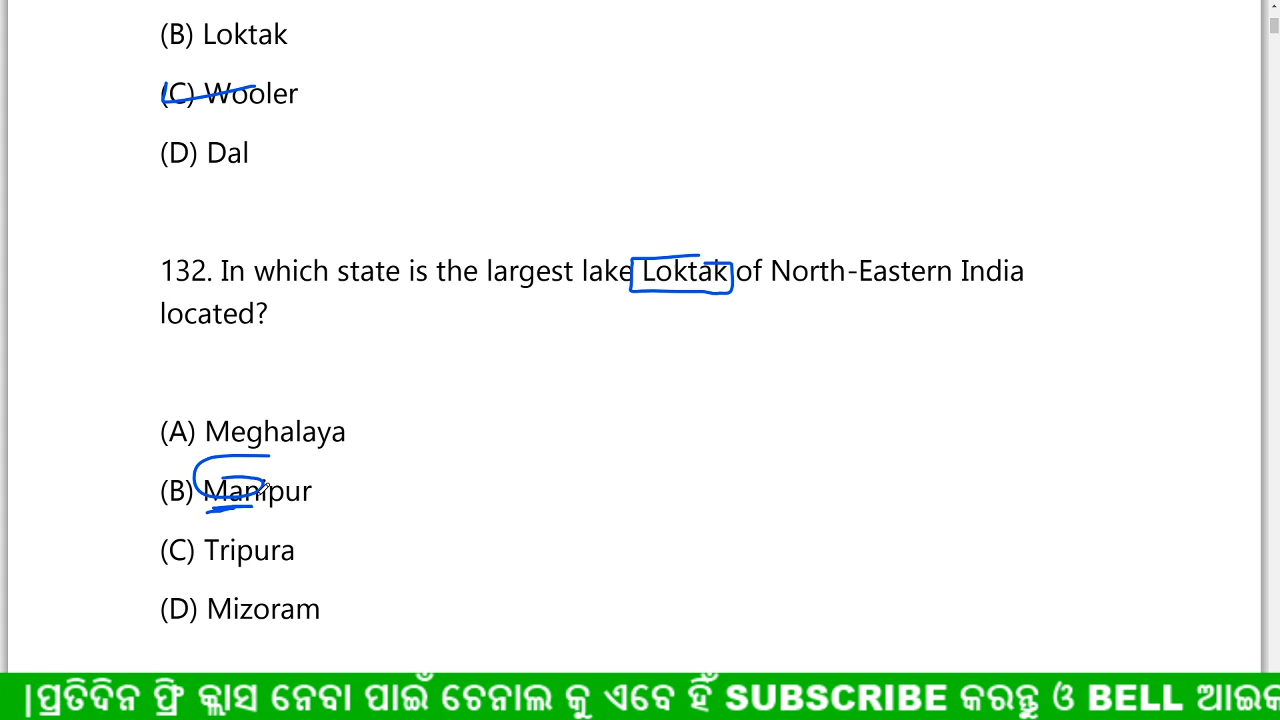 (B) Loktak
(C) Wooler
(D) Dal
132. In which state is the largest lake Loktak of North-Eastern India
located?
(A) Meghalaya
(B) Manipur
(C) Tripura
(D) Mizoram
|ପ୍ରତିଦିନ ଫ୍ରି କ୍ଲାସ ନେବା ପାଇଁ ଚେନାଲ କୁ ଏବେ ହିଁ SUBSCRIBE କରନ୍ତୁ ଓ BELL ଆଇକ